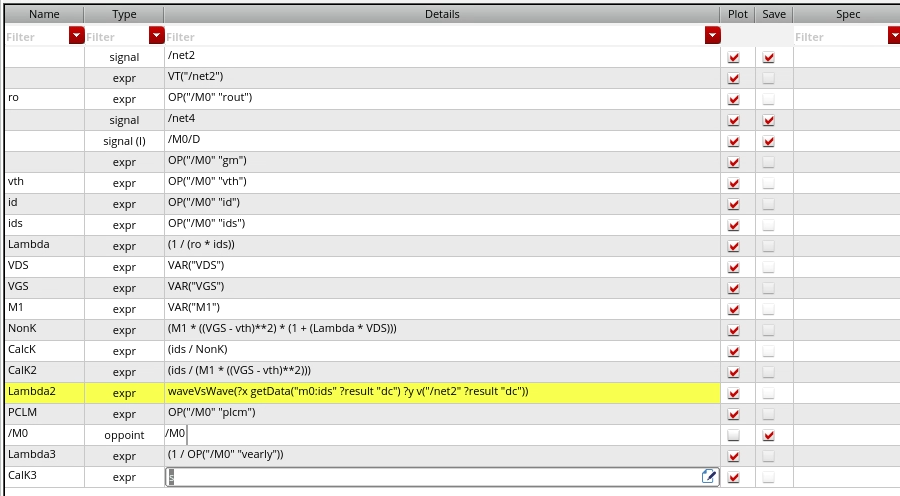 Name Type Details Plot Save Spec
Filter Filter Filter Filter
signal /net2
expr VT("/net2")
ro expr OP("/M0" "rout")
signal /net4
signal (I) /M0/D
expr OP("/M0" "gm")
vth expr OP("/M0" "vth")
id expr OP("/M0" "id")
ids expr OP("/M0" "ids")
Lambda expr (1 / (ro * ids))
VDS expr VAR("VDS")
VGS expr VAR("VGS")
M1 expr VAR("M1")
NonK expr (M1 * ((VGS - vth)**2) * (1 + (Lambda * VDS)))
CalcK expr (ids / NonK)
CalK2 expr (ids / (M1 * ((VGS - vth)**2)))
Lambda2 expr waveVsWave(?x getData("m0:ids" ?result "dc") ?y v("/net2" ?result "dc"))
PCLM expr OP("/M0" "plcm")
/M0 oppoint /M0
Lambda3 expr (1 / OP("/M0" "vearly"))
CalK3 expr